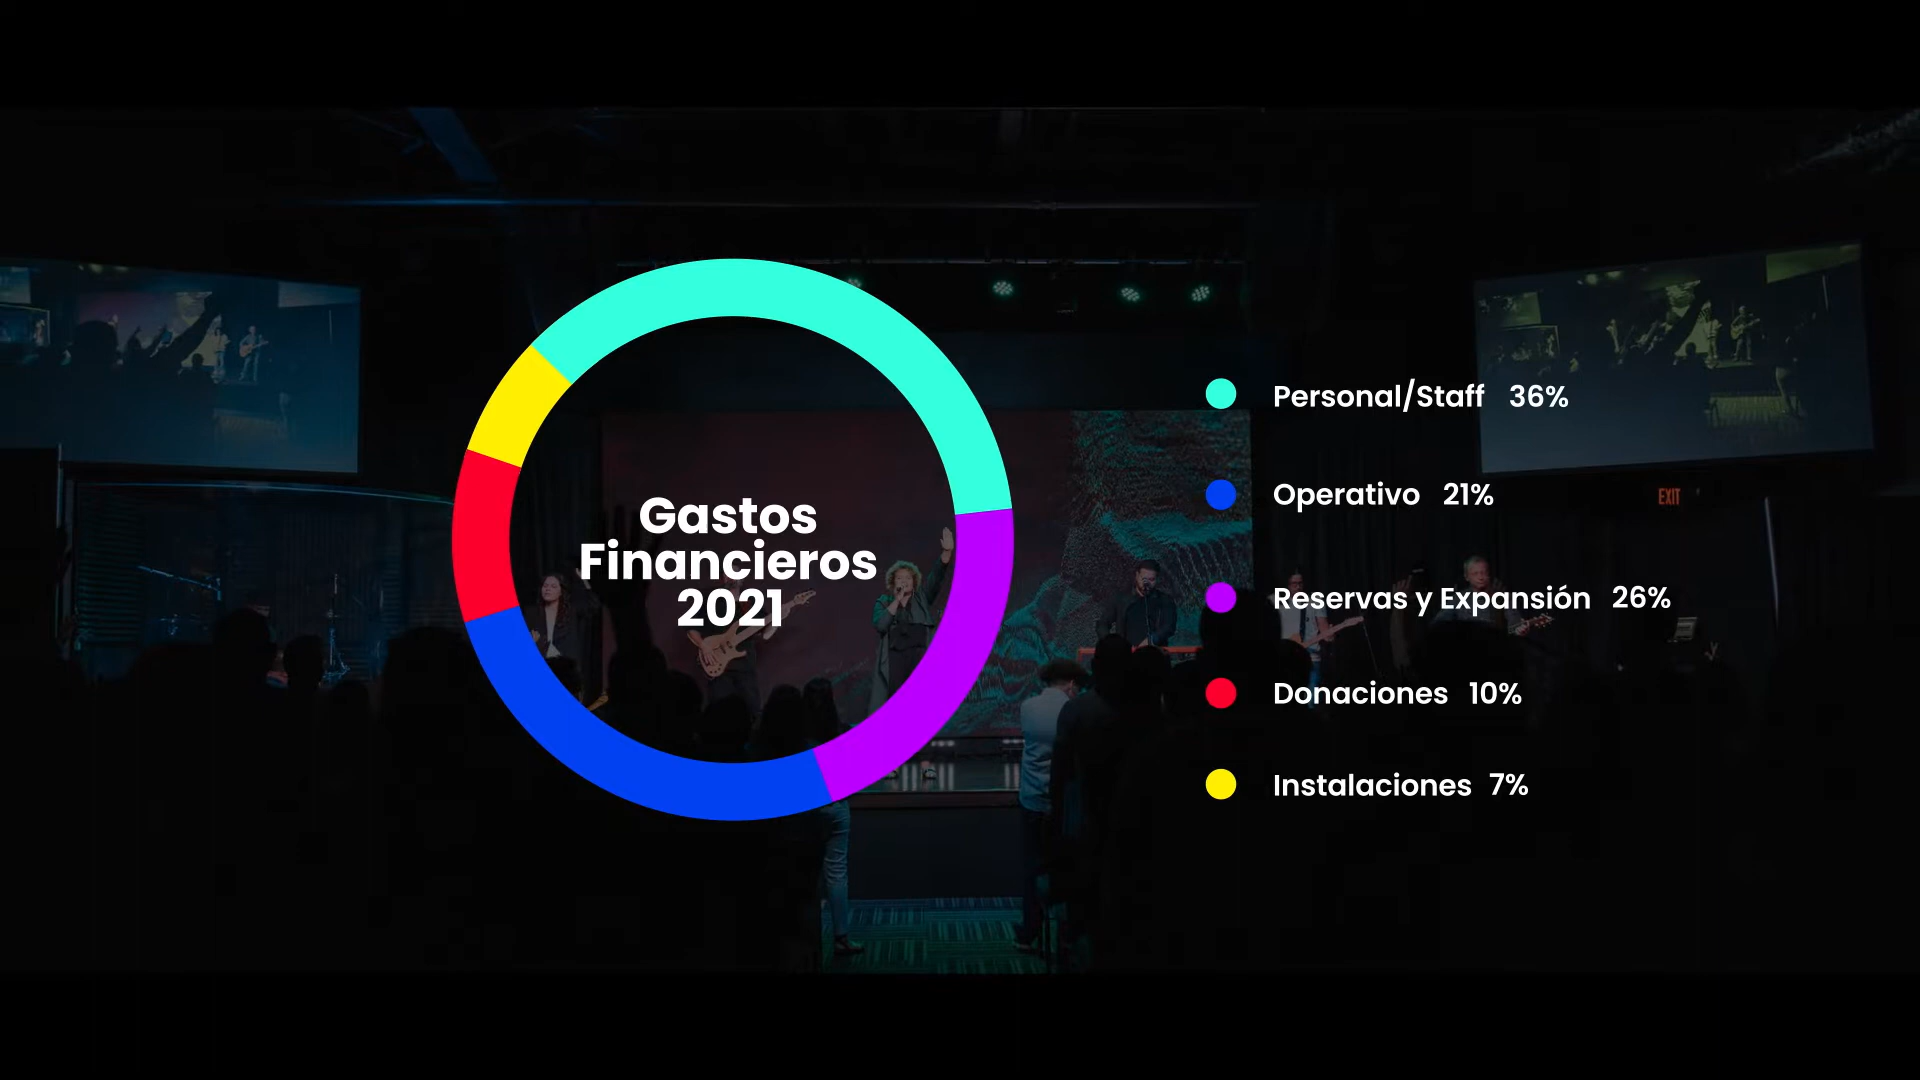 Gastos
Financieros
2021
Personal/Staff 36%
Operativo 21%
Reservas y Expansión 26%
Donaciones 10%
Instalaciones 7%
EXIT